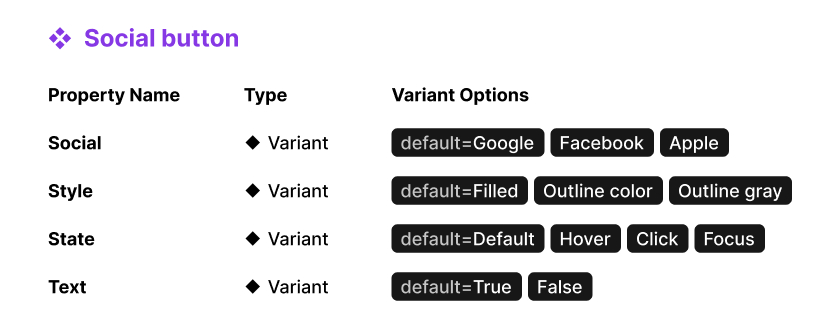 Social button
Property Name Type Variant Options
Social Variant default=Google Facebook Apple
Style Variant default=Filled Outline color Outline gray
State Variant default=Default Hover Click Focus
Text Variant default=True False